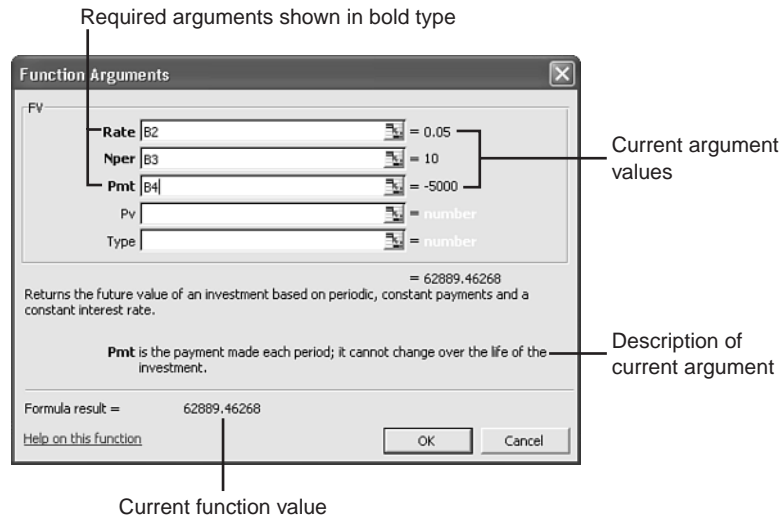 Required arguments shown in bold type
Function Arguments
FV
Rate B2 = 0.05
Nper B3 = 10
Pmt B4 = -5000
Pv = number
Type = number
= 62889.46268
Returns the future value of an investment based on periodic, constant payments and a
constant interest rate.
Pmt is the payment made each period; it cannot change over the life of the
investment.
Formula result = 62889.46268
Help on this function
OK
Cancel
Current argument
values
Description of
current argument
Current function value